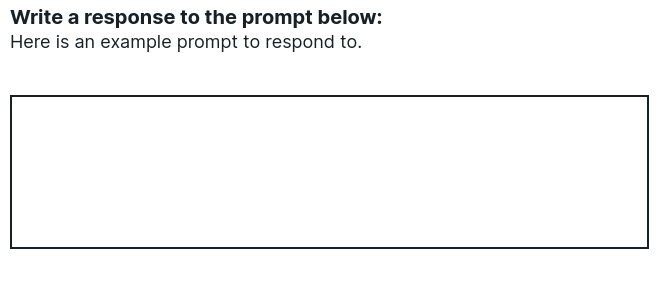 Write a response to the prompt below:
Here is an example prompt to respond to.